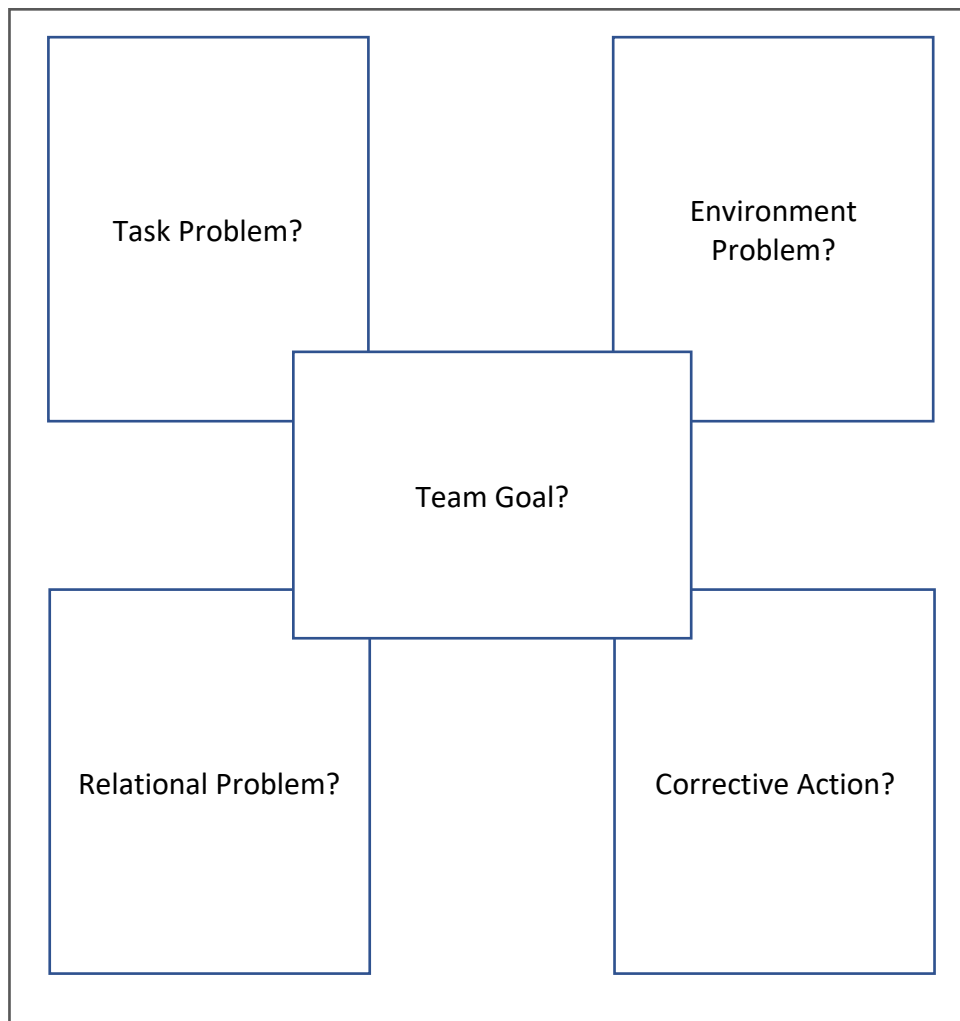 Task Problem?
Environment
Problem?
Team Goal?
Relational Problem?
Corrective Action?